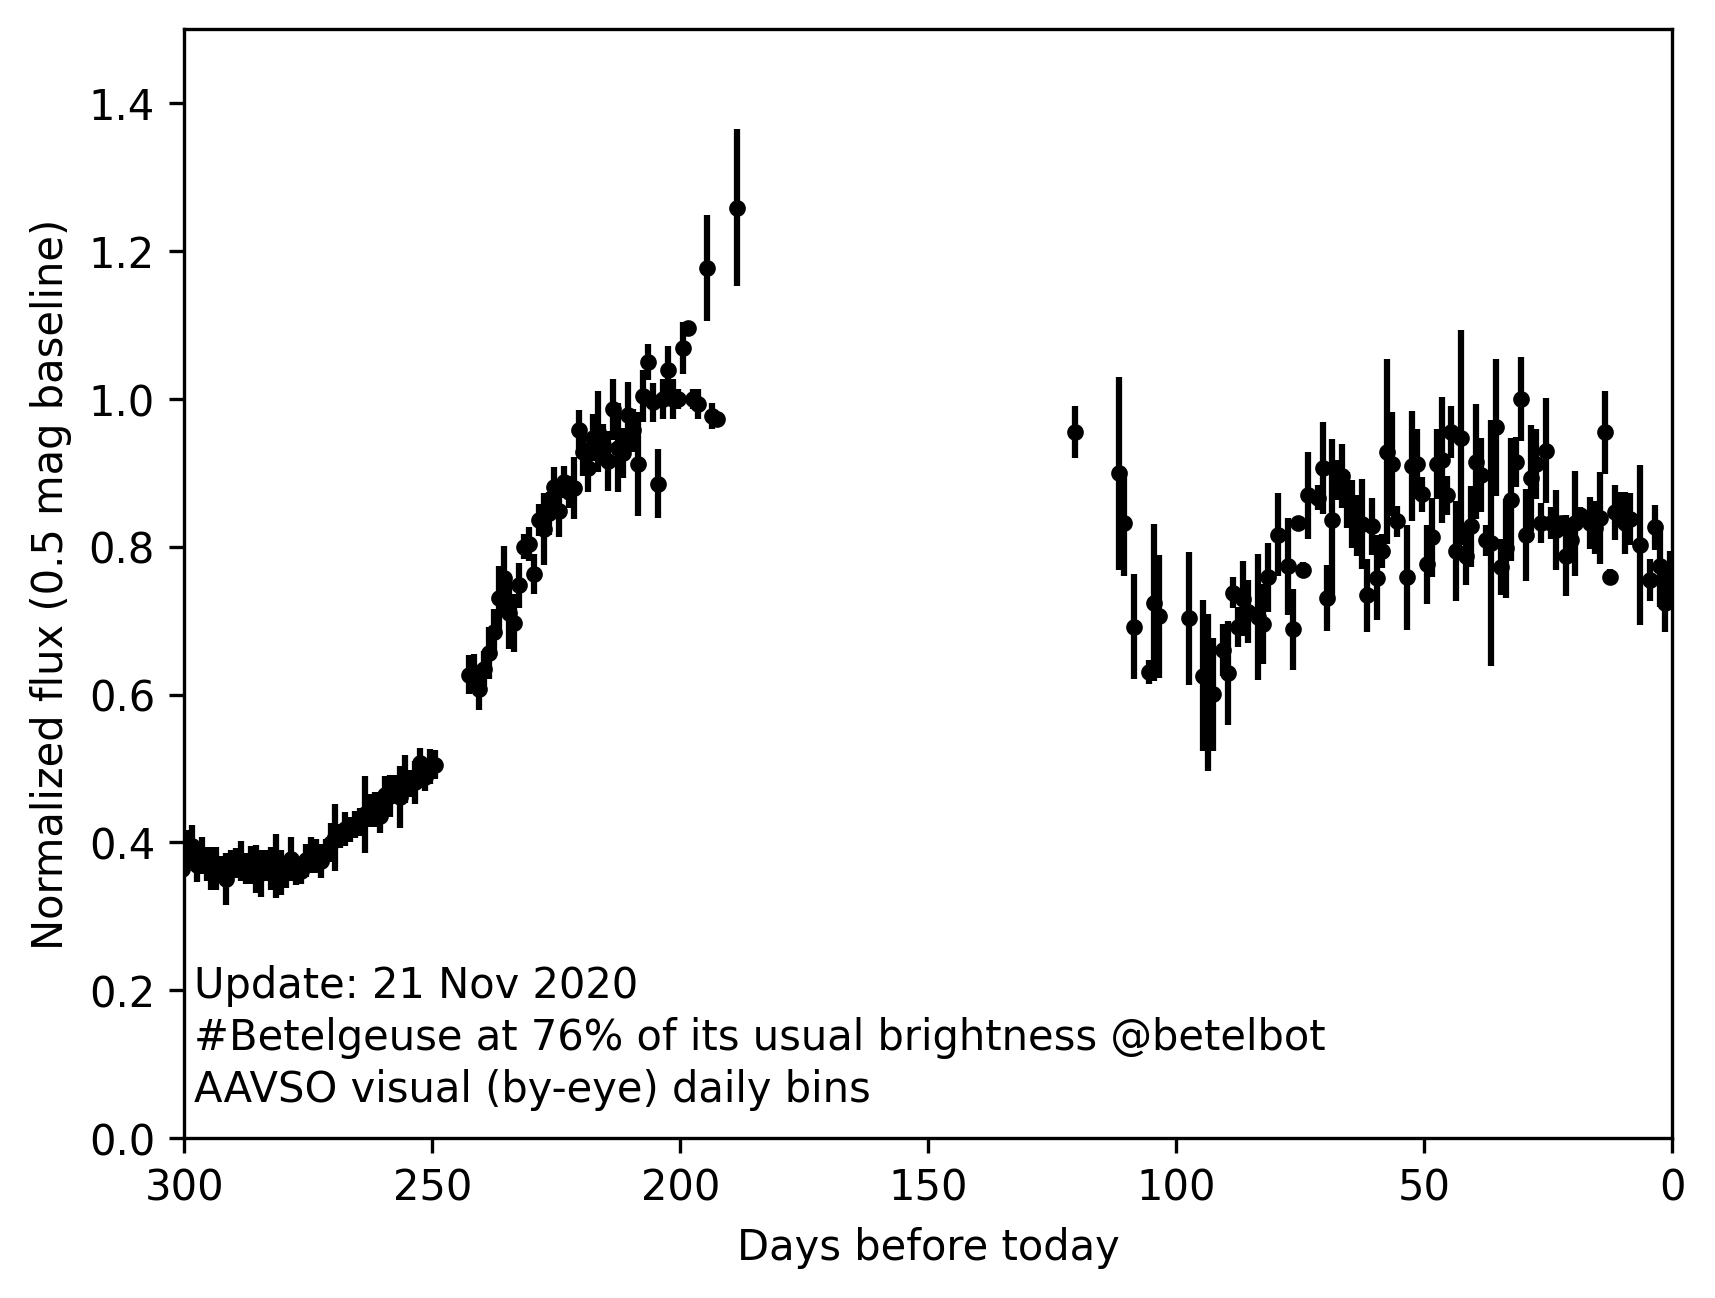 1.4
1.2
1.0
0.8
0.6
0.4
0.2
0.0
Normalized flux (0.5 mag baseline)
Update: 21 Nov 2020
#Betelgeuse at 76% of its usual brightness @betelbot
AAVSO visual (by-eye) daily bins
300 250 200 150 100 50 0
Days before today